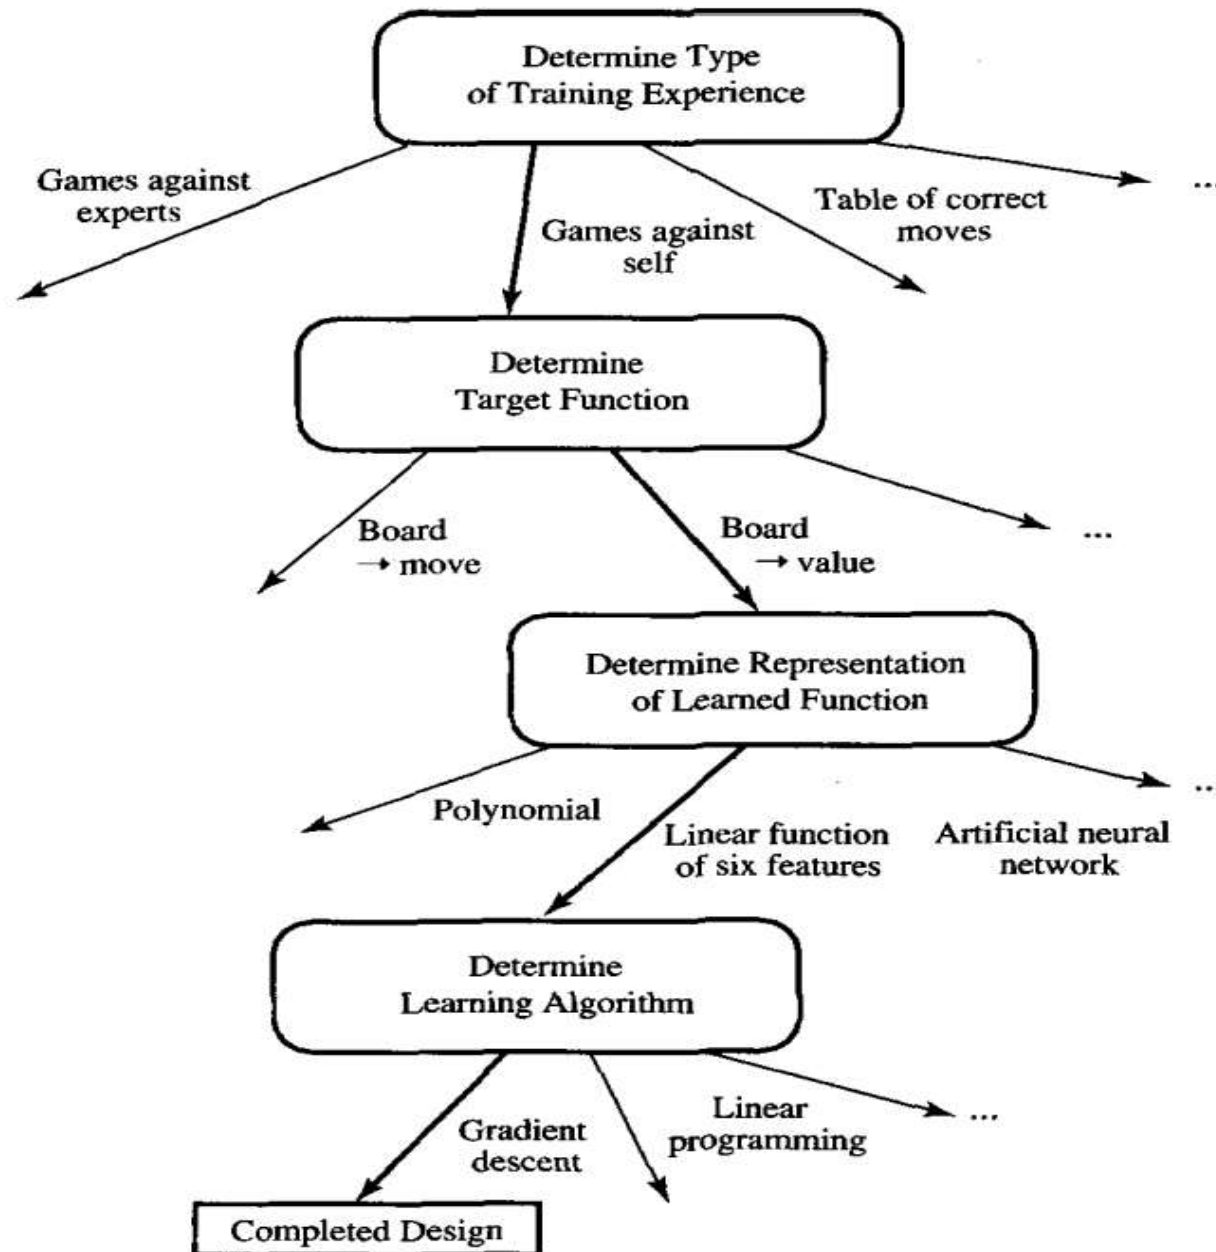 Determine Type
of Training Experience
Games against
experts
Games against
self
Table of correct
moves
...
Determine
Target Function
Board
→ move
Board
→ value
...
Determine Representation
of Learned Function
Polynomial
Linear function
of six features
Artificial neural
network
...
Determine
Learning Algorithm
Gradient
descent
Linear
programming
...
Completed Design